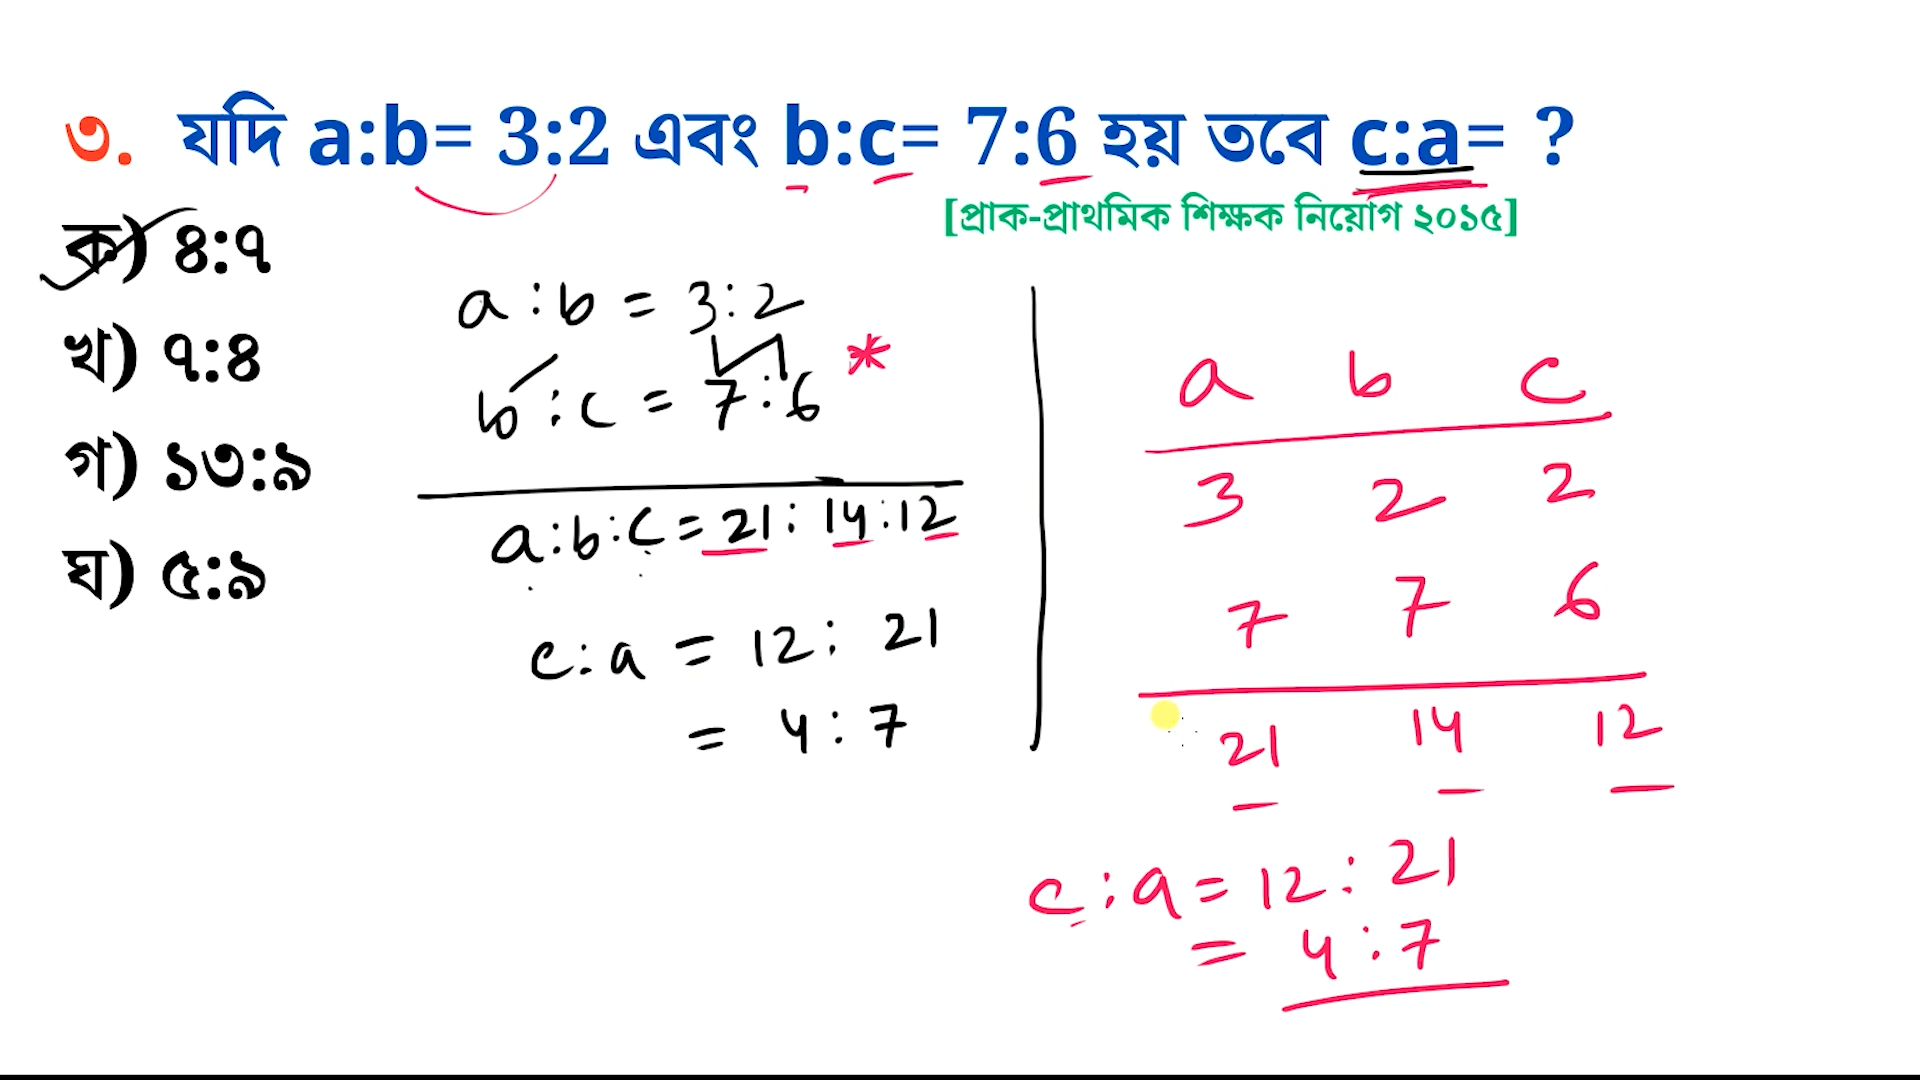 ৩. যদি a:b= 3:2 এবং b:c= 7:6 হয় তবে c:a= ?
[প্রাক-প্রাথমিক শিক্ষক নিয়োগ ২০১৫]
ক) ৪:৭
খ) ৭:৪
গ) ১৩:৯
ঘ) ৫:৯
a:b = 3:2
b:c = 7:6 *
a:b:c = 21:14:12
c:a = 12:21
= 4:7
a b c
3 2 2
7 7 6
21 14 12
c:a = 12:21
= 4:7